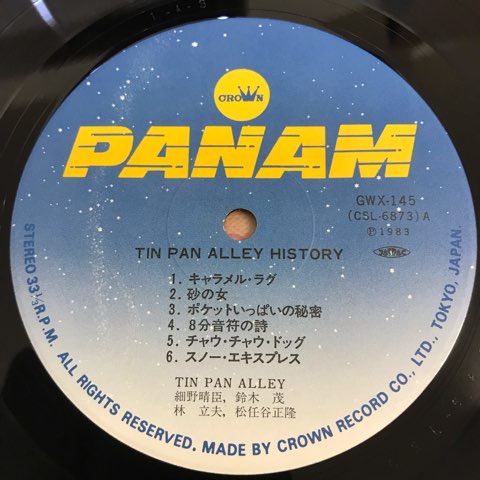 1-A-S
CROWN
PANAM
GWX-145
(CSL-6873) A
Ⓟ1983
TIN PAN ALLEY HISTORY
1. キャラメル・ラグ
2. 砂の女
3. ポケットいっぱいの秘密
4. 8分音符の詩
5. チャウ・チャウ・ドッグ
6. スノー・エキスプレス
TIN PAN ALLEY
細野晴臣, 鈴木 茂
林 立夫, 松任谷正隆
STEREO 33⅓R.P.M. ALL RIGHTS RESERVED. MADE BY CROWN RECORD CO., LTD., TOKYO, JAPAN.